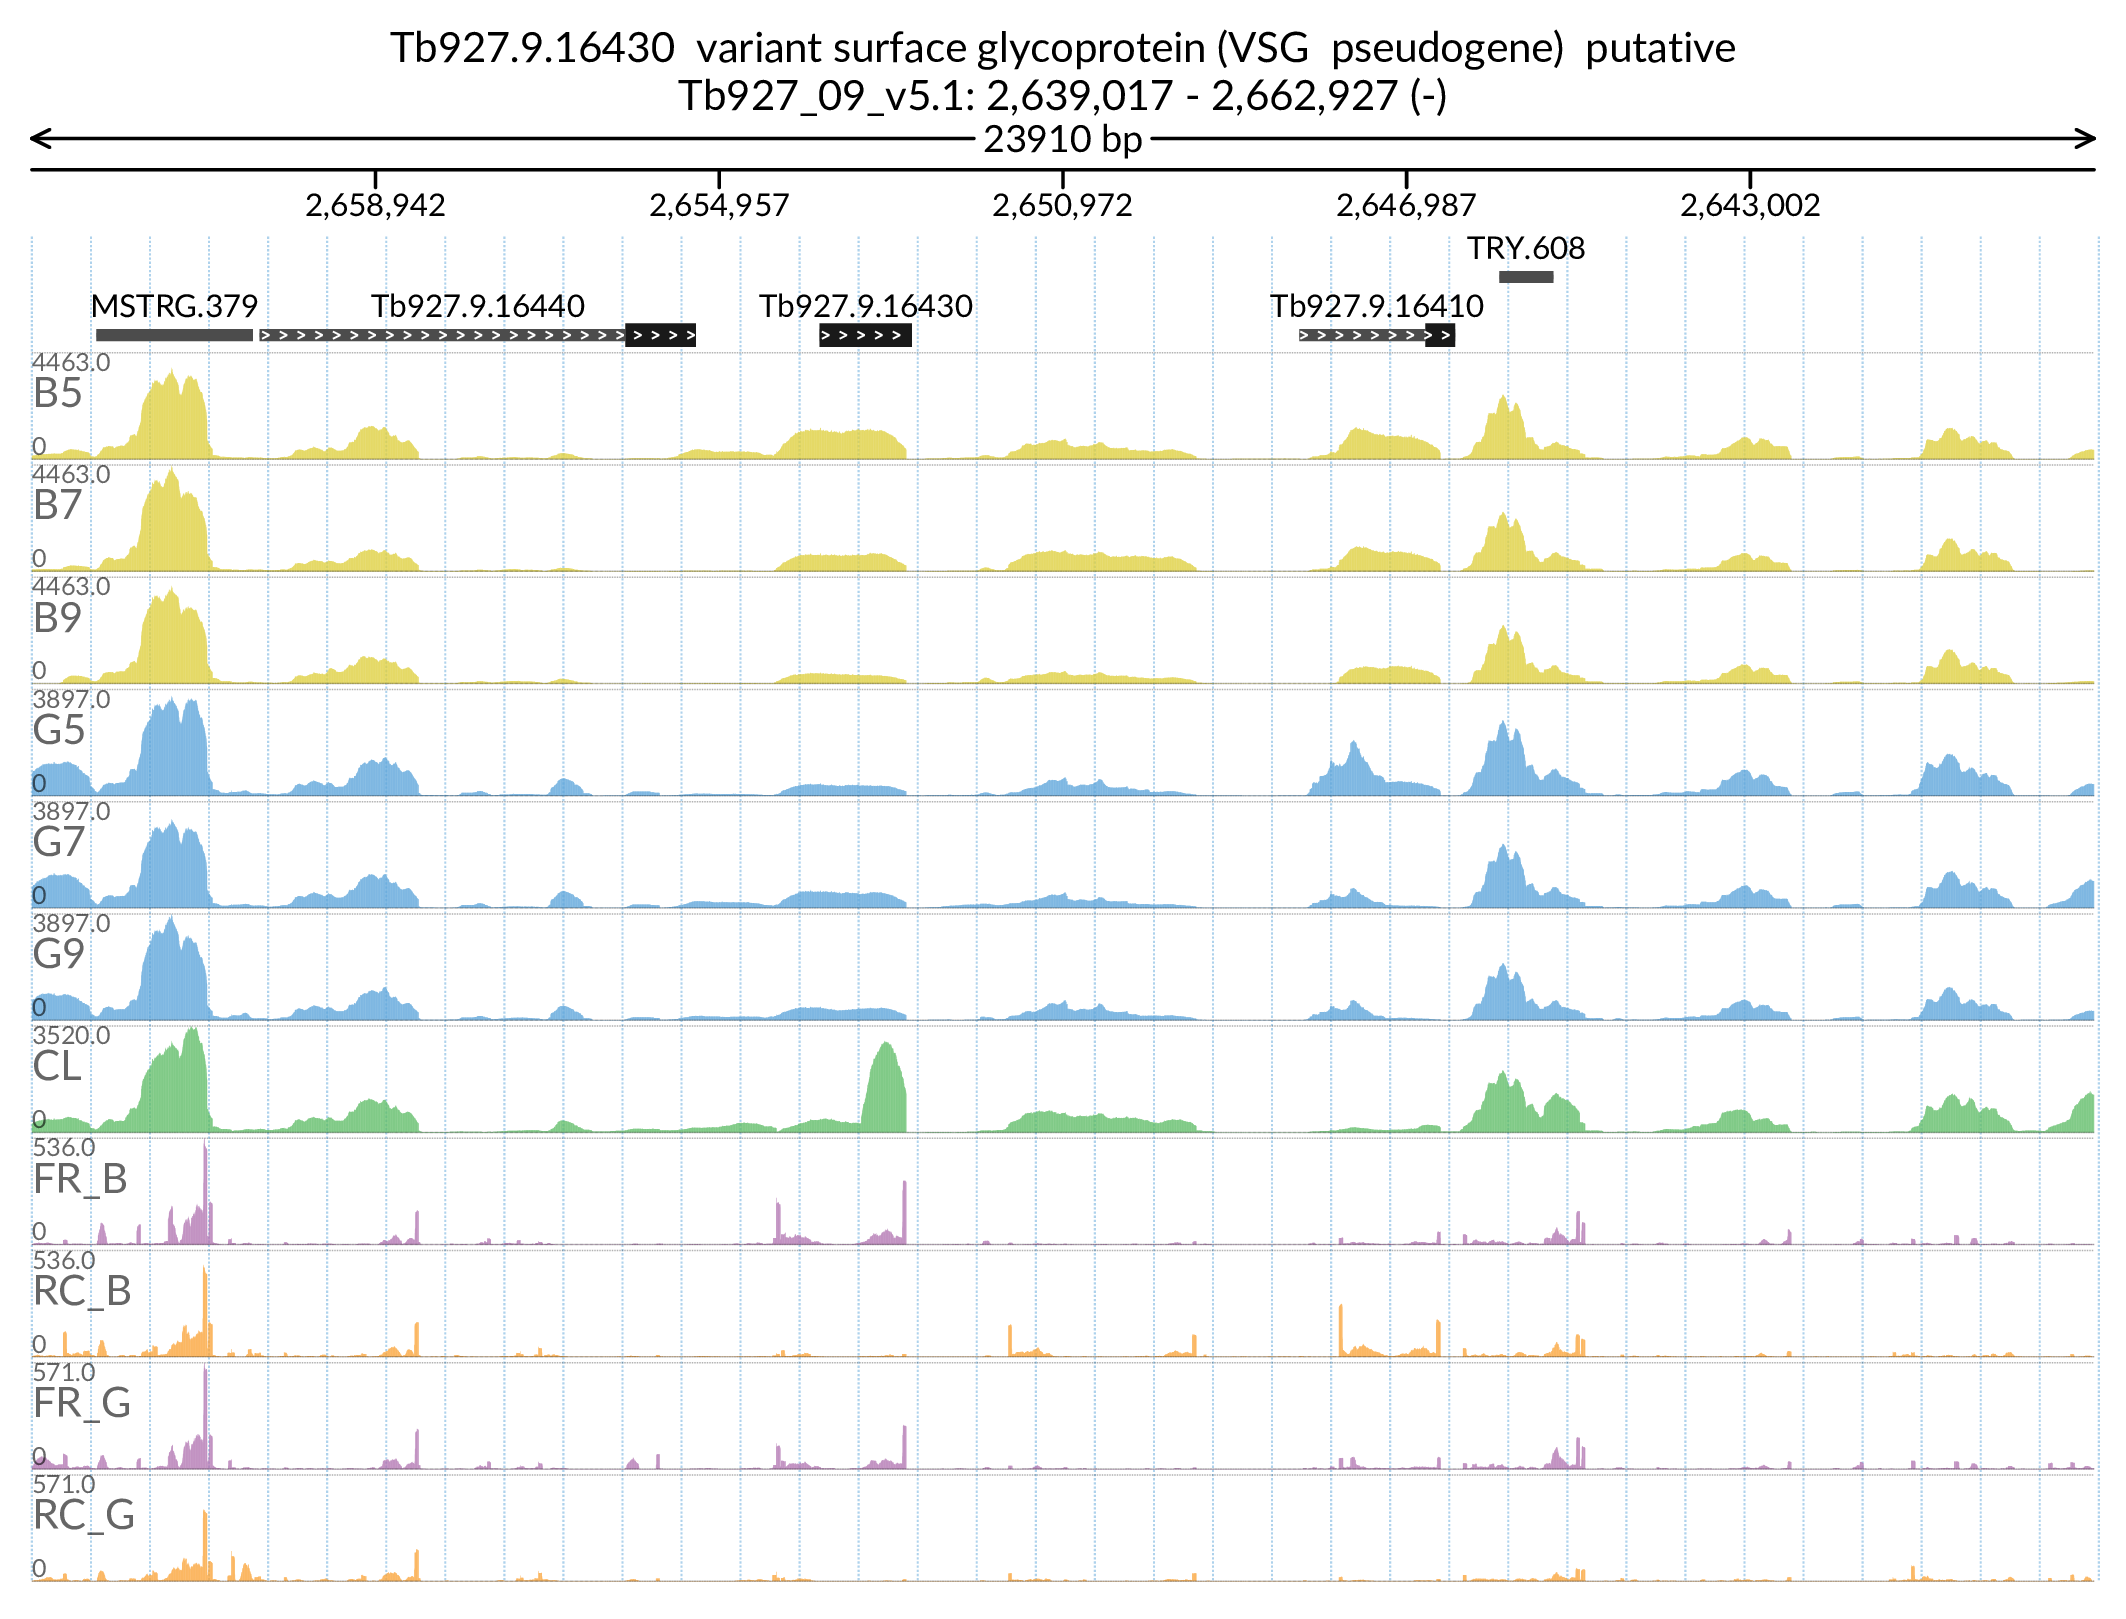 Tb927.9.16430  variant surface glycoprotein (VSG  pseudogene)  putative
Tb927_09_v5.1: 2,639,017 - 2,662,927 (-)
23910 bp
2,658,942 2,654,957 2,650,972 2,646,987 2,643,002
TRY.608
MSTRG.379 Tb927.9.16440 Tb927.9.16430 Tb927.9.16410
4463.0
B5
0
4463.0
B7
0
4463.0
B9
0
3897.0
G5
0
3897.0
G7
0
3897.0
G9
0
3520.0
CL
0
536.0
FR_B
0
536.0
RC_B
0
571.0
FR_G
0
571.0
RC_G
0